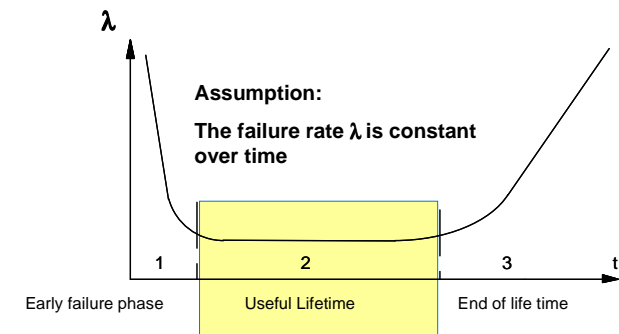 λ
Assumption:
The failure rate λ is constant
over time
1
2
3
t
Early failure phase
Useful Lifetime
End of life time